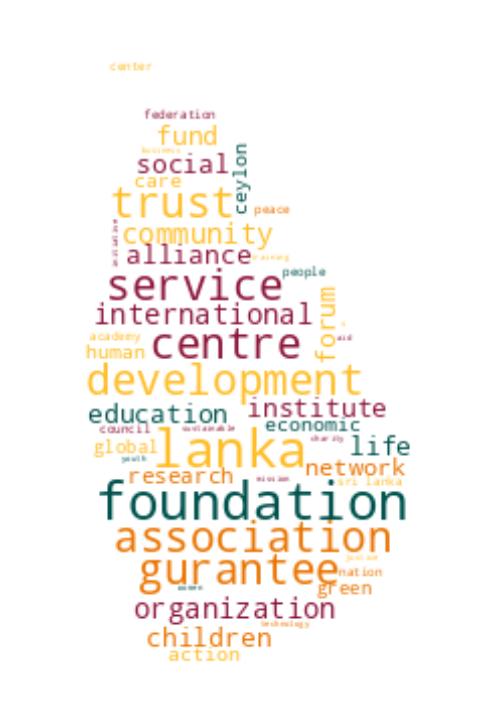 center
federation
fund
business
social
ceylon
care
trust
peace
community
initiative
alliance
training
people
service
forum
international
academy
aid
centre
human
development
education
institute
council
sustainable
economic
charity
global
lanka
life
youth
network
research
mission
sri lanka
foundation
association
gurantee
nation
green
women
organization
technology
children
action